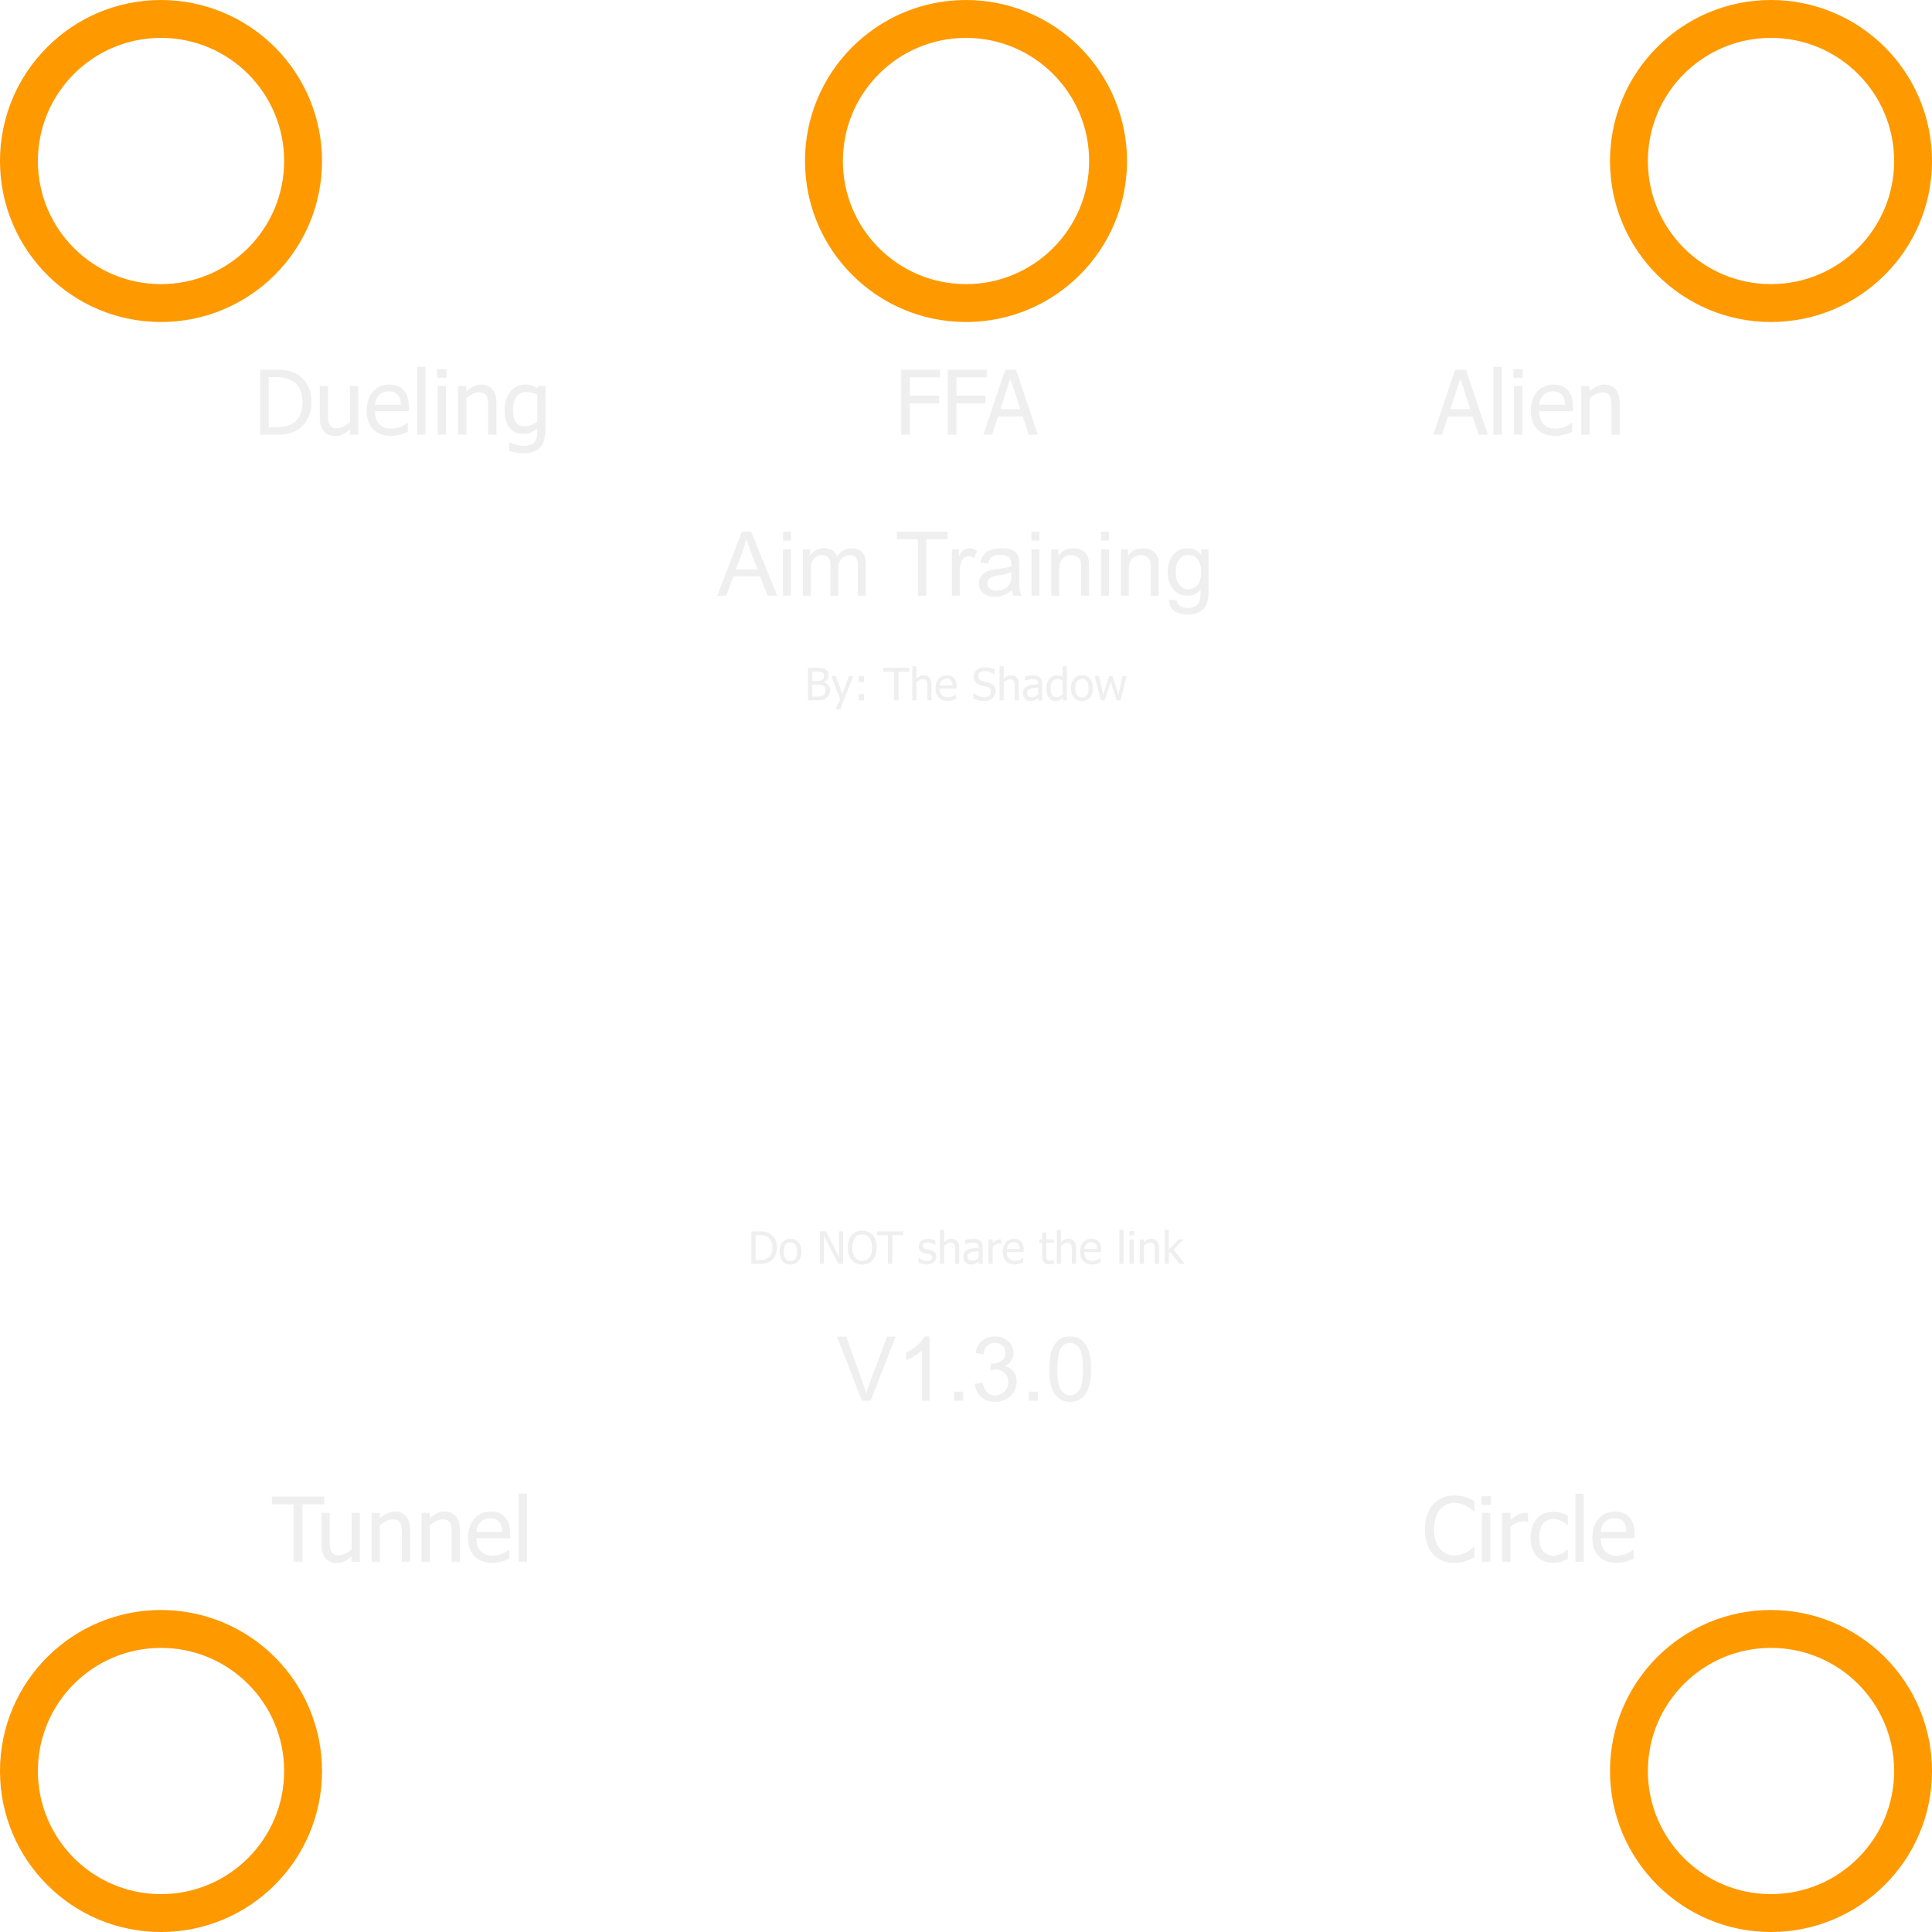 Dueling FFA Alien
Aim Training
By: The Shadow
Do NOT share the link
V1.3.0
Tunnel Circle